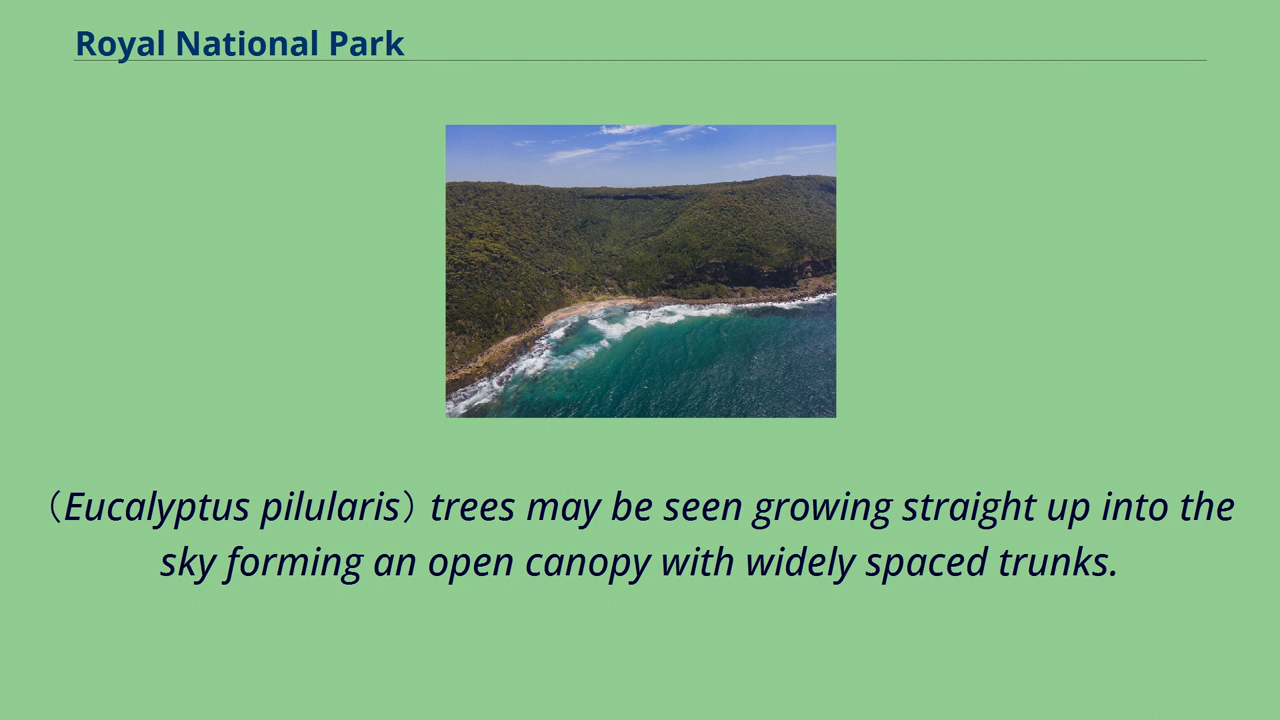 Royal National Park
（Eucalyptus pilularis）trees may be seen growing straight up into the
sky forming an open canopy with widely spaced trunks.